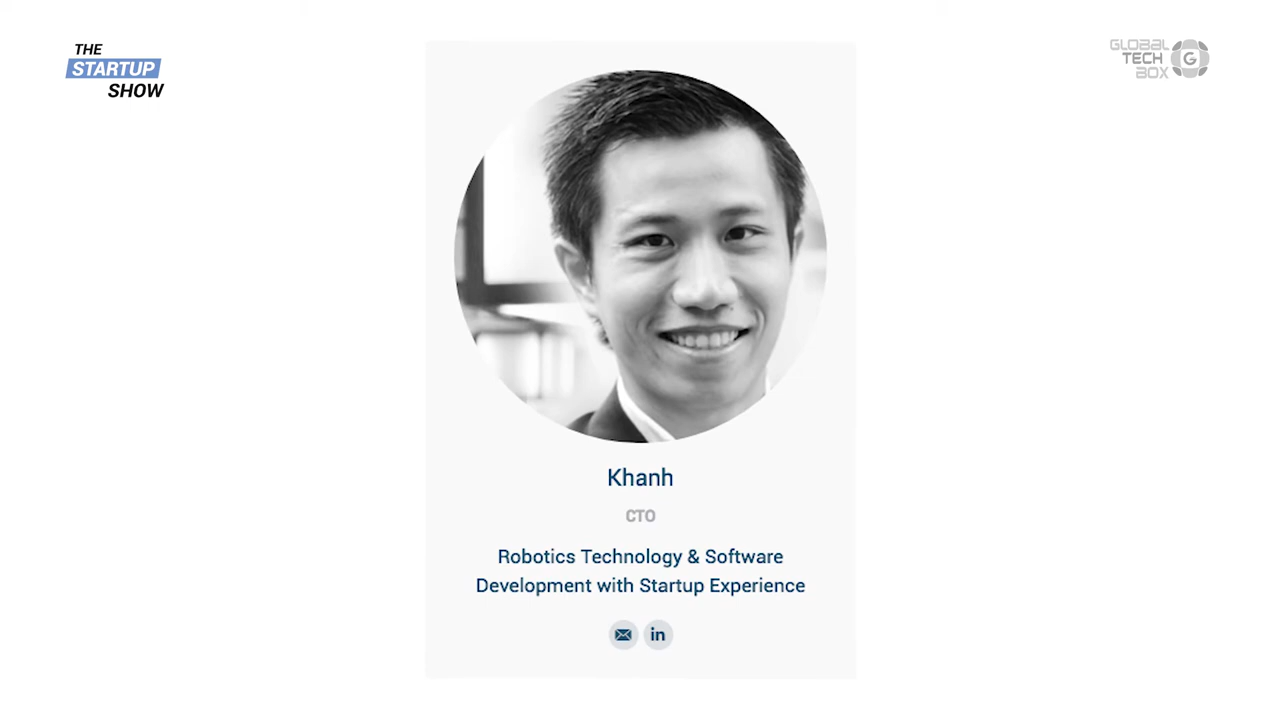 THE
STARTUP
SHOW
GLOBAL
TECH
BOX
G
Khanh
CTO
Robotics Technology & Software
Development with Startup Experience
in